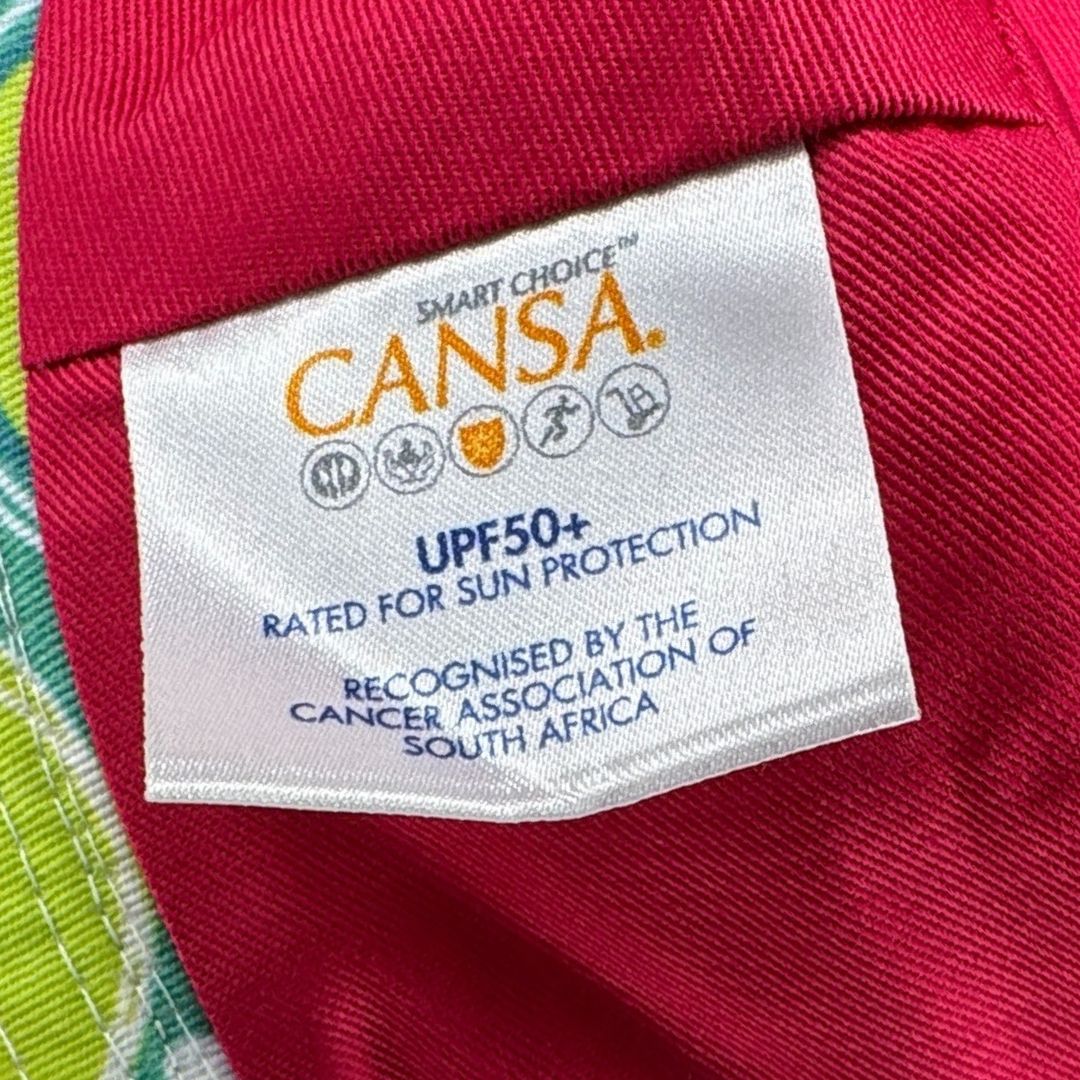 SMART CHOICE™
CANSA.
UPF50+
RATED FOR SUN PROTECTION
RECOGNISED BY THE
CANCER ASSOCIATION OF
SOUTH AFRICA